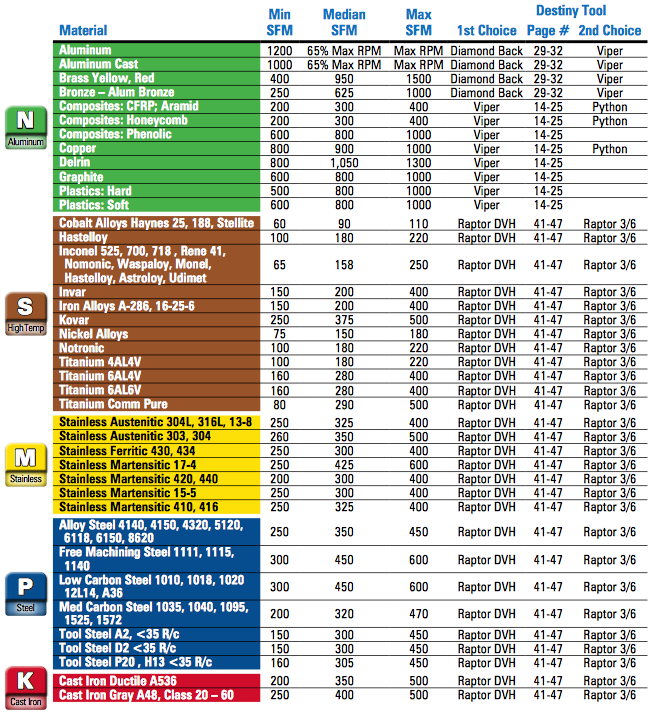 Destiny Tool
Min Median Max
Material SFM SFM SFM 1st Choice Page # 2nd Choice
Aluminum 1200 65% Max RPM Max RPM Diamond Back 29-32 Viper
Aluminum Cast 1000 65% Max RPM Max RPM Diamond Back 29-32 Viper
Brass Yellow, Red 400 950 1500 Diamond Back 29-32 Viper
Bronze – Alum Bronze 250 625 1000 Diamond Back 29-32 Viper
Composites: CFRP; Aramid 200 300 400 Viper 14-25 Python
Composites: Honeycomb 200 300 400 Viper 14-25 Python
Composites: Phenolic 600 800 1000 Viper 14-25
Copper 800 900 1000 Viper 14-25 Python
Delrin 800 1,050 1300 Viper 14-25
Graphite 600 800 1000 Viper 14-25
Plastics: Hard 500 800 1000 Viper 14-25
Plastics: Soft 600 800 1000 Viper 14-25
N
Aluminum
Cobalt Alloys Haynes 25, 188, Stellite 60 90 110 Raptor DVH 41-47 Raptor 3/6
Hastelloy 100 180 220 Raptor DVH 41-47 Raptor 3/6
Inconel 525, 700, 718 , Rene 41,
Nomonic, Waspaloy, Monel, 65 158 250 Raptor DVH 41-47 Raptor 3/6
Hastelloy, Astroloy, Udimet
Invar 150 200 400 Raptor DVH 41-47 Raptor 3/6
Iron Alloys A-286, 16-25-6 150 200 400 Raptor DVH 41-47 Raptor 3/6
Kovar 250 375 500 Raptor DVH 41-47 Raptor 3/6
Nickel Alloys 75 150 180 Raptor DVH 41-47 Raptor 3/6
Notronic 100 180 220 Raptor DVH 41-47 Raptor 3/6
Titanium 4AL4V 100 180 220 Raptor DVH 41-47 Raptor 3/6
Titanium 6AL4V 160 280 400 Raptor DVH 41-47 Raptor 3/6
Titanium 6AL6V 160 280 400 Raptor DVH 41-47 Raptor 3/6
Titanium Comm Pure 80 290 500 Raptor DVH 41-47 Raptor 3/6
S
HighTemp
Stainless Austenitic 304L, 316L, 13-8 250 325 400 Raptor DVH 41-47 Raptor 3/6
Stainless Austenitic 303, 304 260 350 500 Raptor DVH 41-47 Raptor 3/6
Stainless Ferritic 430, 434 250 300 400 Raptor DVH 41-47 Raptor 3/6
Stainless Martensitic 17-4 250 425 600 Raptor DVH 41-47 Raptor 3/6
Stainless Martensitic 420, 440 200 300 400 Raptor DVH 41-47 Raptor 3/6
Stainless Martensitic 15-5 250 300 400 Raptor DVH 41-47 Raptor 3/6
Stainless Martensitic 410, 416 250 325 400 Raptor DVH 41-47 Raptor 3/6
M
Stainless
Alloy Steel 4140, 4150, 4320, 5120,
6118, 6150, 8620 250 350 450 Raptor DVH 41-47 Raptor 3/6
Free Machining Steel 1111, 1115,
1140 300 450 600 Raptor DVH 41-47 Raptor 3/6
Low Carbon Steel 1010, 1018, 1020
12L14, A36 300 450 600 Raptor DVH 41-47 Raptor 3/6
Med Carbon Steel 1035, 1040, 1095,
1525, 1572 200 320 470 Raptor DVH 41-47 Raptor 3/6
Tool Steel A2, <35 R/c 150 300 450 Raptor DVH 41-47 Raptor 3/6
Tool Steel D2 <35 R/c 150 300 450 Raptor DVH 41-47 Raptor 3/6
Tool Steel P20 , H13 <35 R/c 160 305 450 Raptor DVH 41-47 Raptor 3/6
P
Steel
Cast Iron Ductile A536 200 350 500 Raptor DVH 41-47 Raptor 3/6
Cast Iron Gray A48, Class 20 – 60 250 400 500 Raptor DVH 41-47 Raptor 3/6
K
Cast Iron